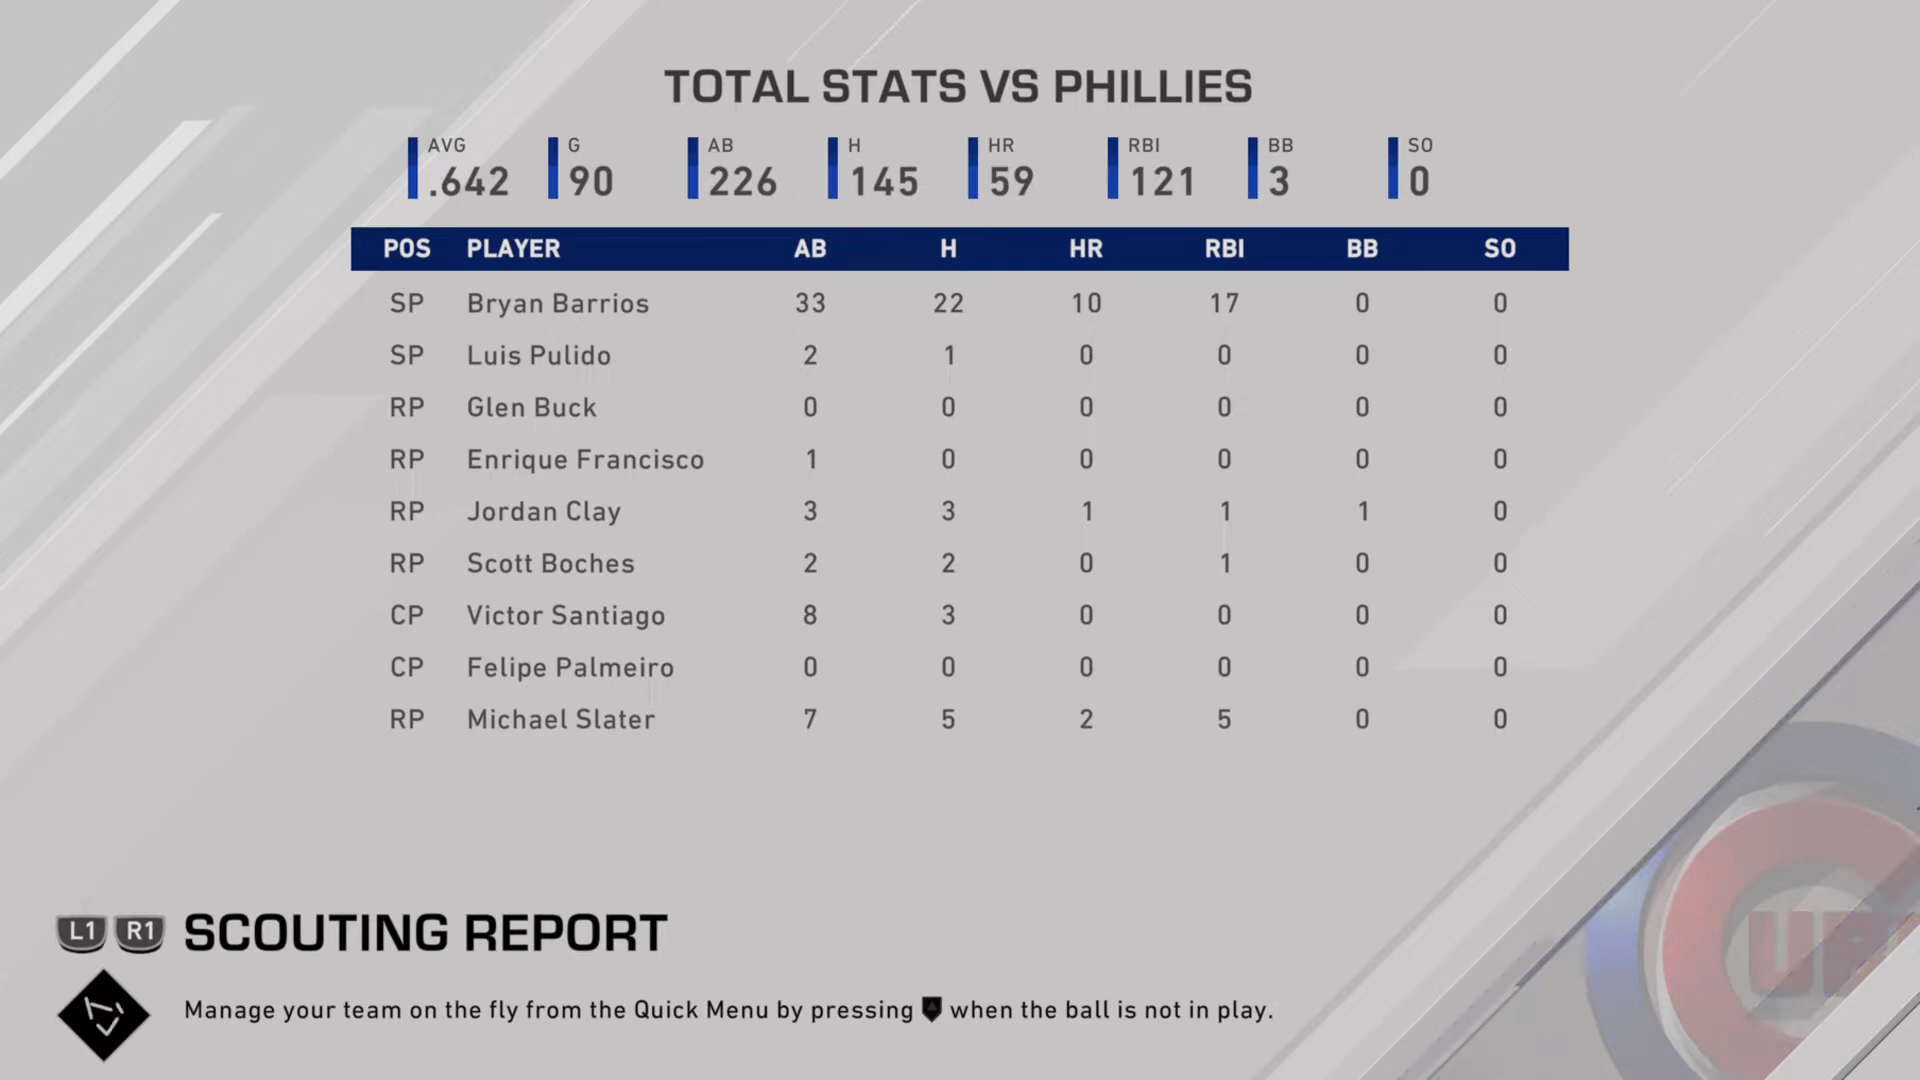 TOTAL STATS VS PHILLIES
AVG G AB H HR RBI BB SO
.642 90 226 145 59 121 3 0
POS PLAYER AB H HR RBI BB SO
SP Bryan Barrios 33 22 10 17 0 0
SP Luis Pulido 2 1 0 0 0 0
RP Glen Buck 0 0 0 0 0 0
RP Enrique Francisco 1 0 0 0 0 0
RP Jordan Clay 3 3 1 1 1 0
RP Scott Boches 2 2 0 1 0 0
CP Victor Santiago 8 3 0 0 0 0
CP Felipe Palmeiro 0 0 0 0 0 0
RP Michael Slater 7 5 2 5 0 0
L1 R1 SCOUTING REPORT
Manage your team on the fly from the Quick Menu by pressing when the ball is not in play.